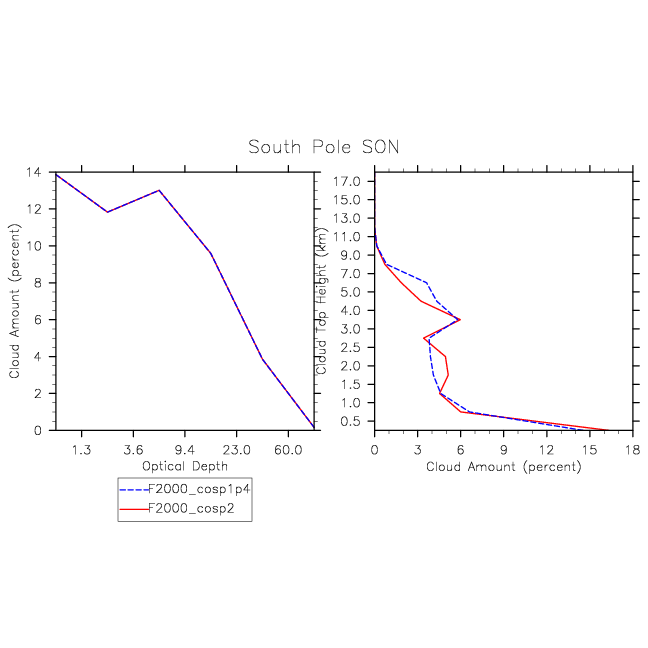 South Pole SON
Cloud Amount (percent)
14
12
10
8
6
4
2
0
1.3 3.6 9.4 23.0 60.0
Optical Depth
Cloud Top Height (km)
17.0
15.0
13.0
11.0
9.0
7.0
5.0
4.0
3.0
2.5
2.0
1.5
1.0
0.5
0 3 6 9 12 15 18
Cloud Amount (percent)
F2000_cosp1p4
F2000_cosp2